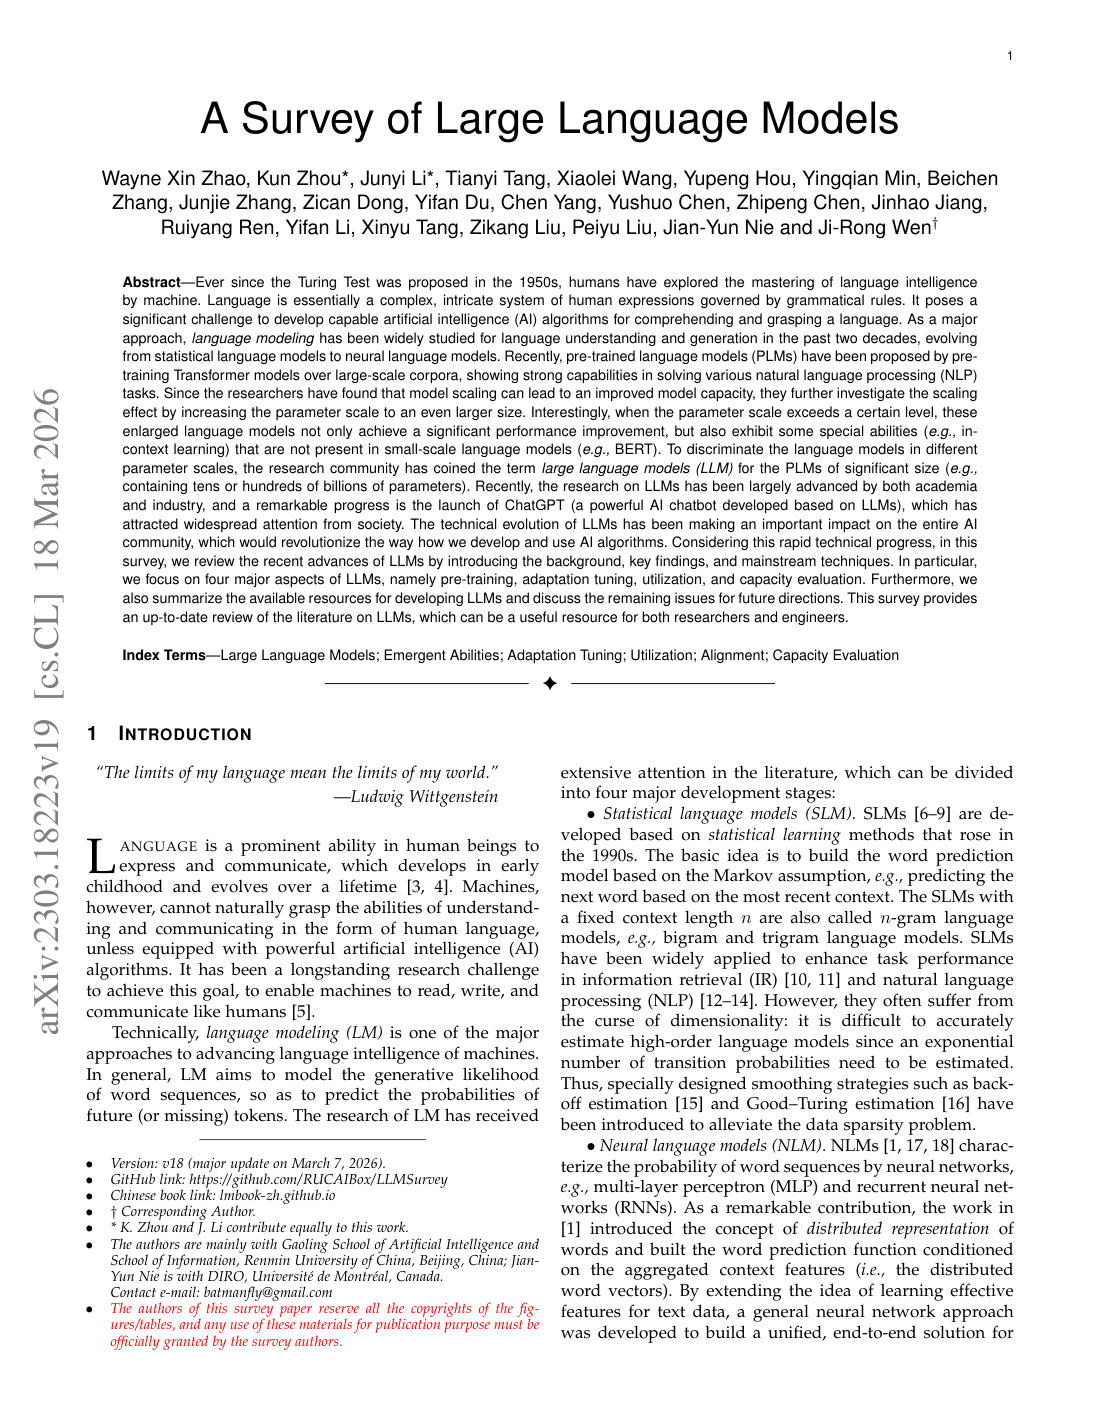 1
A Survey of Large Language Models
Wayne Xin Zhao, Kun Zhou*, Junyi Li*, Tianyi Tang, Xiaolei Wang, Yupeng Hou, Yingqian Min, Beichen
Zhang, Junjie Zhang, Zican Dong, Yifan Du, Chen Yang, Yushuo Chen, Zhipeng Chen, Jinhao Jiang,
Ruiyang Ren, Yifan Li, Xinyu Tang, Zikang Liu, Peiyu Liu, Jian-Yun Nie and Ji-Rong Wen†
Abstract—Ever since the Turing Test was proposed in the 1950s, humans have explored the mastering of language intelligence
by machine. Language is essentially a complex, intricate system of human expressions governed by grammatical rules. It poses a
significant challenge to develop capable artificial intelligence (AI) algorithms for comprehending and grasping a language. As a major
approach, language modeling has been widely studied for language understanding and generation in the past two decades, evolving
from statistical language models to neural language models. Recently, pre-trained language models (PLMs) have been proposed by pre-
training Transformer models over large-scale corpora, showing strong capabilities in solving various natural language processing (NLP)
tasks. Since the researchers have found that model scaling can lead to an improved model capacity, they further investigate the scaling
effect by increasing the parameter scale to an even larger size. Interestingly, when the parameter scale exceeds a certain level, these
enlarged language models not only achieve a significant performance improvement, but also exhibit some special abilities (e.g., in-
context learning) that are not present in small-scale language models (e.g., BERT). To discriminate the language models in different
parameter scales, the research community has coined the term large language models (LLM) for the PLMs of significant size (e.g.,
containing tens or hundreds of billions of parameters). Recently, the research on LLMs has been largely advanced by both academia
and industry, and a remarkable progress is the launch of ChatGPT (a powerful AI chatbot developed based on LLMs), which has
attracted widespread attention from society. The technical evolution of LLMs has been making an important impact on the entire AI
community, which would revolutionize the way how we develop and use AI algorithms. Considering this rapid technical progress, in this
survey, we review the recent advances of LLMs by introducing the background, key findings, and mainstream techniques. In particular,
we focus on four major aspects of LLMs, namely pre-training, adaptation tuning, utilization, and capacity evaluation. Furthermore, we
also summarize the available resources for developing LLMs and discuss the remaining issues for future directions. This survey provides
an up-to-date review of the literature on LLMs, which can be a useful resource for both researchers and engineers.
Index Terms—Large Language Models; Emergent Abilities; Adaptation Tuning; Utilization; Alignment; Capacity Evaluation
arXiv:2303.18223v19 [cs.CL] 18 Mar 2026
1 INTRODUCTION
“The limits of my language mean the limits of my world.”
—Ludwig Wittgenstein
LANGUAGE is a prominent ability in human beings to
express and communicate, which develops in early
childhood and evolves over a lifetime [3, 4]. Machines,
however, cannot naturally grasp the abilities of understand-
ing and communicating in the form of human language,
unless equipped with powerful artificial intelligence (AI)
algorithms. It has been a longstanding research challenge
to achieve this goal, to enable machines to read, write, and
communicate like humans [5].
Technically, language modeling (LM) is one of the major
approaches to advancing language intelligence of machines.
In general, LM aims to model the generative likelihood
of word sequences, so as to predict the probabilities of
future (or missing) tokens. The research of LM has received
• Version: v18 (major update on March 7, 2026).
• GitHub link: https://github.com/RUCAIBox/LLMSurvey
• Chinese book link: lmbook-zh.github.io
• † Corresponding Author.
• * K. Zhou and J. Li contribute equally to this work.
• The authors are mainly with Gaoling School of Artificial Intelligence and
School of Information, Renmin University of China, Beijing, China; Jian-
Yun Nie is with DIRO, Université de Montréal, Canada.
Contact e-mail: batmanfly@gmail.com
• The authors of this survey paper reserve all the copyrights of the fig-
ures/tables, and any use of these materials for publication purpose must be
officially granted by the survey authors.
extensive attention in the literature, which can be divided
into four major development stages:
• Statistical language models (SLM). SLMs [6–9] are de-
veloped based on statistical learning methods that rose in
the 1990s. The basic idea is to build the word prediction
model based on the Markov assumption, e.g., predicting the
next word based on the most recent context. The SLMs with
a fixed context length n are also called n-gram language
models, e.g., bigram and trigram language models. SLMs
have been widely applied to enhance task performance
in information retrieval (IR) [10, 11] and natural language
processing (NLP) [12–14]. However, they often suffer from
the curse of dimensionality: it is difficult to accurately
estimate high-order language models since an exponential
number of transition probabilities need to be estimated.
Thus, specially designed smoothing strategies such as back-
off estimation [15] and Good–Turing estimation [16] have
been introduced to alleviate the data sparsity problem.
• Neural language models (NLM). NLMs [1, 17, 18] charac-
terize the probability of word sequences by neural networks,
e.g., multi-layer perceptron (MLP) and recurrent neural net-
works (RNNs). As a remarkable contribution, the work in
[1] introduced the concept of distributed representation of
words and built the word prediction function conditioned
on the aggregated context features (i.e., the distributed
word vectors). By extending the idea of learning effective
features for text data, a general neural network approach
was developed to build a unified, end-to-end solution for